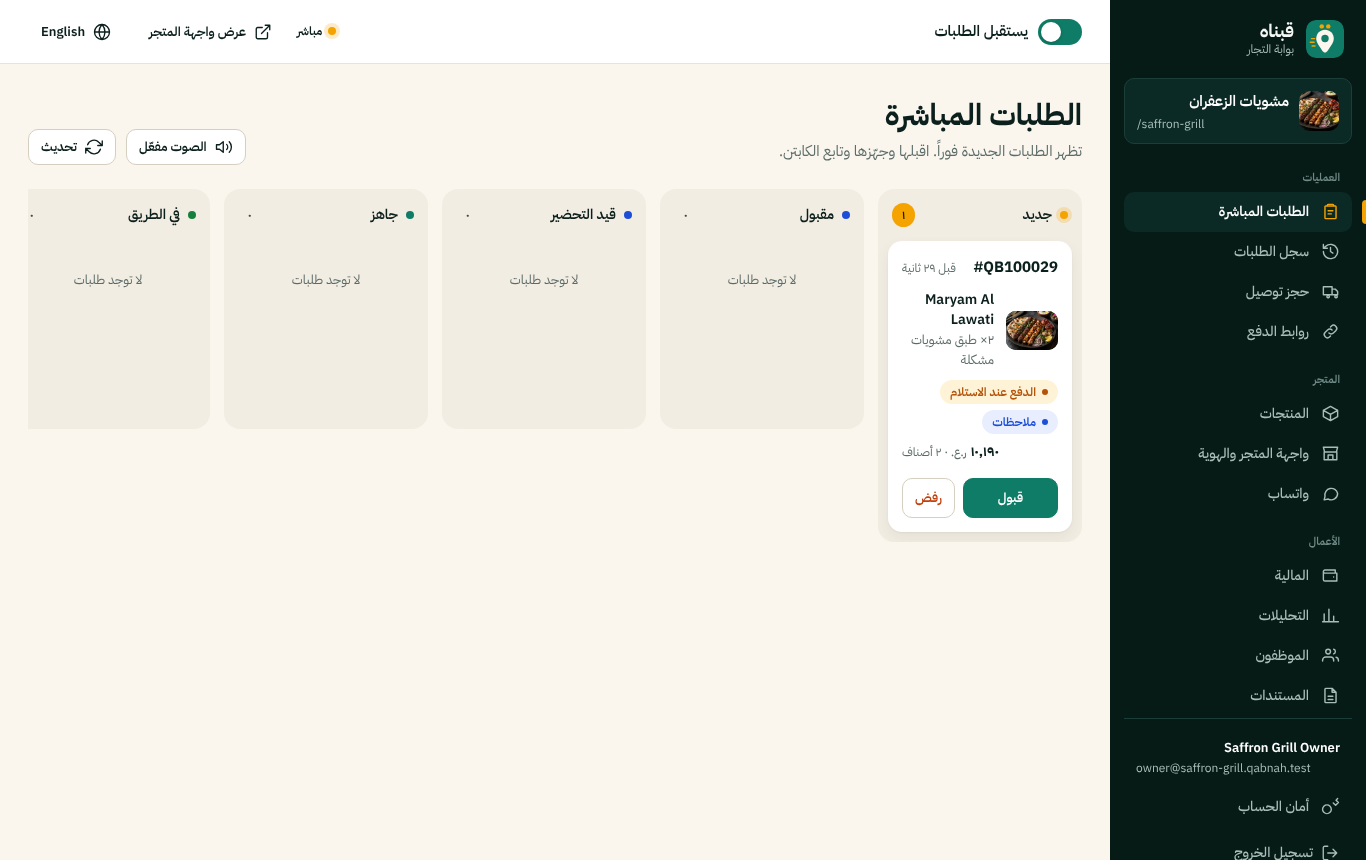 قبناه
بوابة التجار
مشويات الزعفران
/saffron-grill
العمليات
الطلبات المباشرة
سجل الطلبات
حجز توصيل
روابط الدفع
المتجر
المنتجات
واجهة المتجر والهوية
واتساب
الأعمال
المالية
التحليلات
الموظفون
المستندات
Saffron Grill Owner
owner@saffron-grill.qabnah.test
أمان الحساب
تسجيل الخروج
يستقبل الطلبات
مباشر
عرض واجهة المتجر
English
الطلبات المباشرة
تظهر الطلبات الجديدة فوراً. اقبلها وجهّزها وتابع الكابتن.
الصوت مفعّل
تحديث
جديد
١
#QB100029
قبل ٢٩ ثانية
Maryam Al
Lawati
٢× طبق مشويات
مشكلة
الدفع عند الاستلام
ملاحظات
١٠,١٩٠ ر.ع. · ٢ أصناف
قبول
رفض
مقبول
٠
لا توجد طلبات
قيد التحضير
٠
لا توجد طلبات
جاهز
٠
لا توجد طلبات
في الطريق
٠
لا توجد طلبات